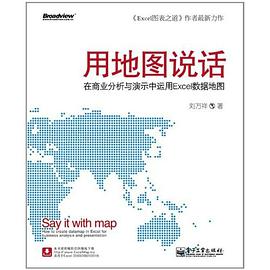 Broadview
《Excel图表之道》作者最新力作
用地图说话
在商业分析与演示中运用Excel数据地图
刘万祥 著
Say it with map
How to create datamap in Excel for
business analysis and presentation
电子工业出版社